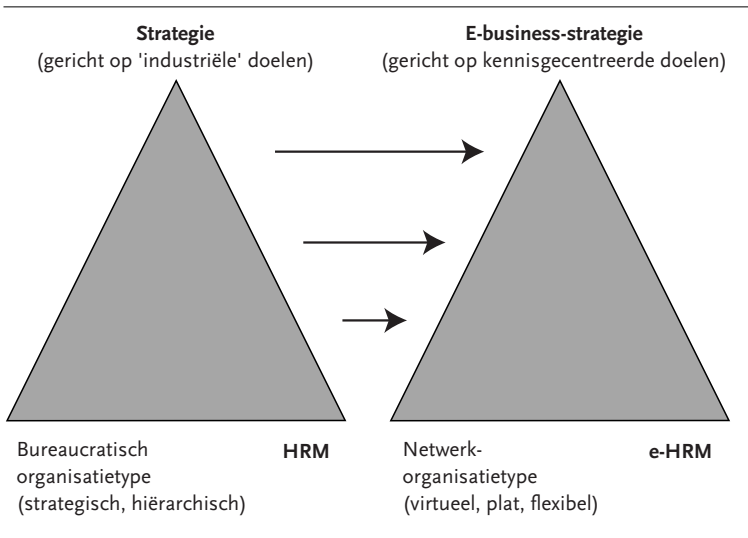 Strategie
(gericht op 'industriële' doelen)
E-business-strategie
(gericht op kennisgecentreerde doelen)
Bureaucratisch
organisatietype
(strategisch, hiërarchisch)
HRM
Netwerk-
organisatietype
(virtueel, plat, flexibel)
e-HRM